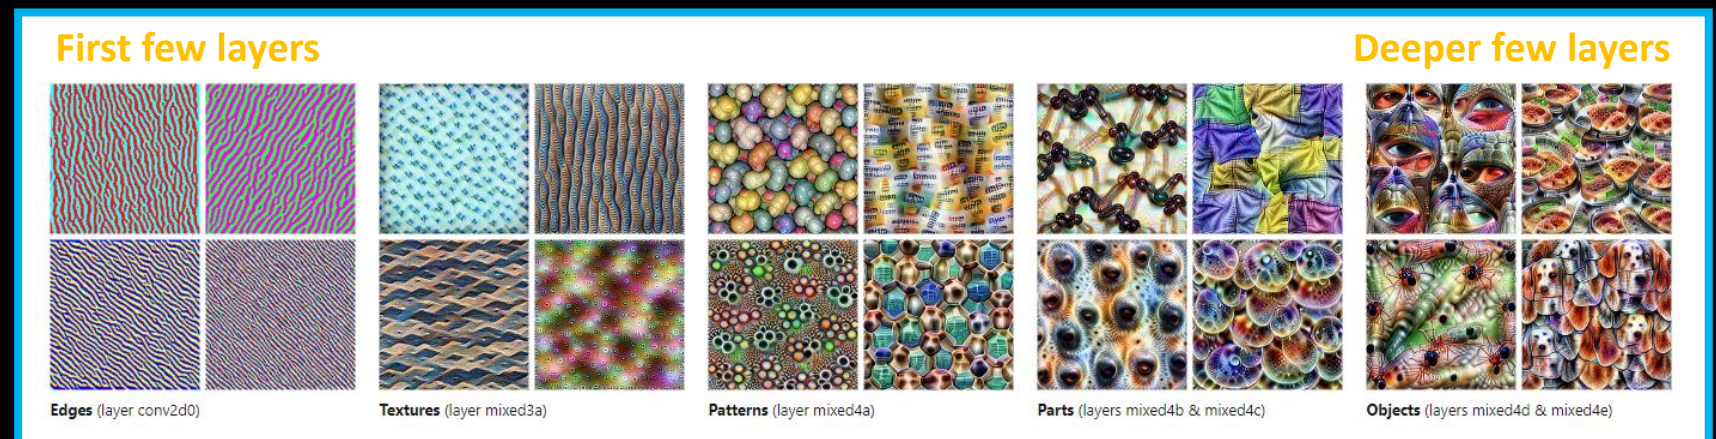 First few layers
Deeper few layers
Edges (layer conv2d0)
Textures (layer mixed3a)
Patterns (layer mixed4a)
Parts (layers mixed4b & mixed4c)
Objects (layers mixed4d & mixed4e)